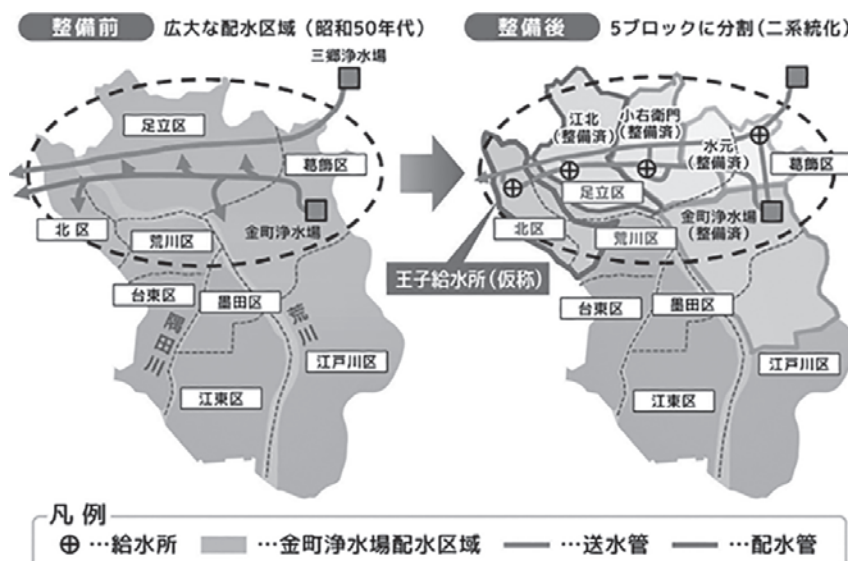 整備前 広大な配水区域（昭和50年代）
三郷浄水場
足立区
葛飾区
北区
荒川区
金町浄水場
台東区
墨田区
隅田川
荒川
江戸川区
江東区
整備後 5ブロックに分割（二系統化）
江北
（整備済）
小右衛門
（整備済）
水元
（整備済）
葛飾区
足立区
金町浄水場
（整備済）
北区
荒川区
王子給水所（仮称）
台東区
墨田区
江戸川区
江東区
凡例
⊕…給水所 …金町浄水場配水区域 …送水管 …配水管